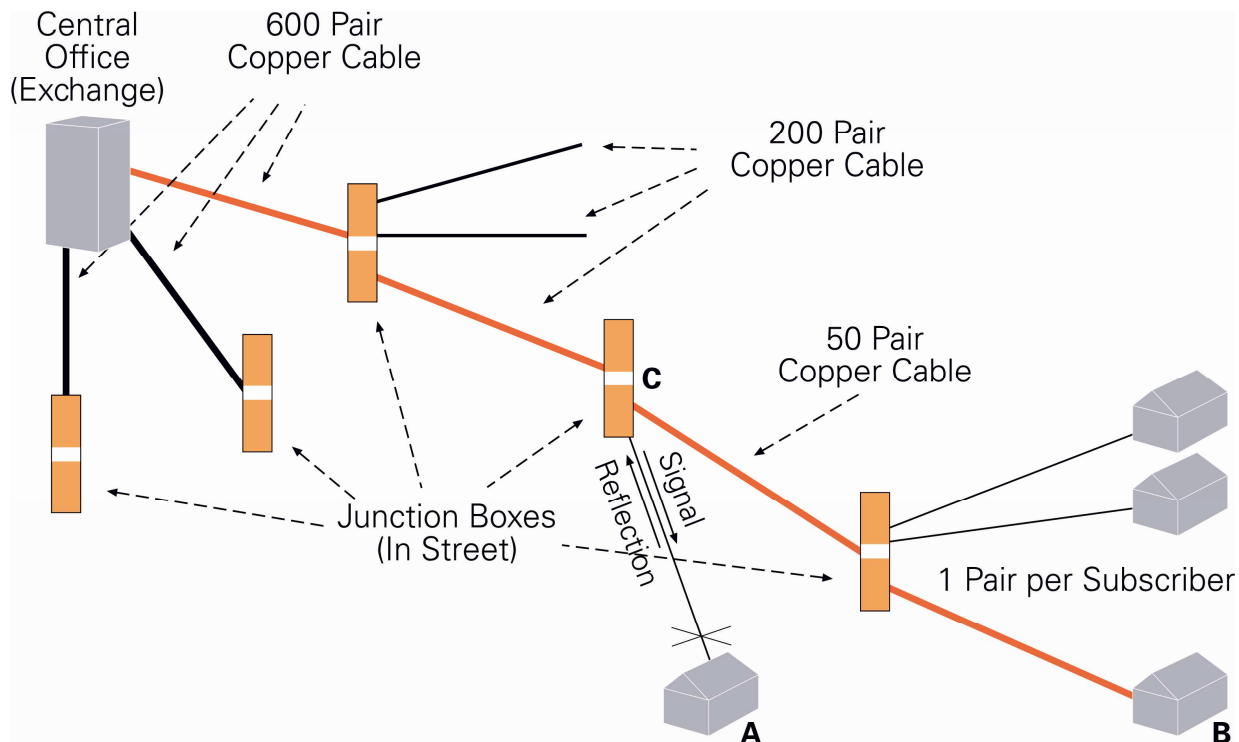 Central
Office
(Exchange)
600 Pair
Copper Cable
200 Pair
Copper Cable
50 Pair
Copper Cable
C
Signal
Reflection
Junction Boxes
(In Street)
1 Pair per Subscriber
A
B